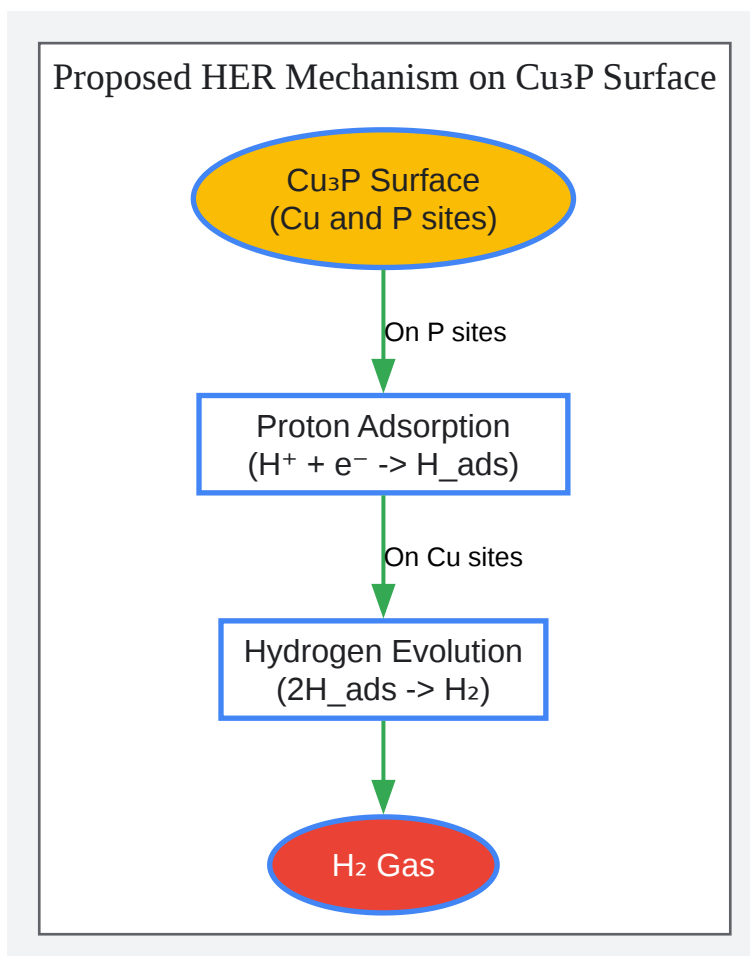 Proposed HER Mechanism on Cu₃P Surface
Cu₃P Surface
(Cu and P sites)
On P sites
Proton Adsorption
(H⁺ + e⁻ -> H_ads)
On Cu sites
Hydrogen Evolution
(2H_ads -> H₂)
H₂ Gas